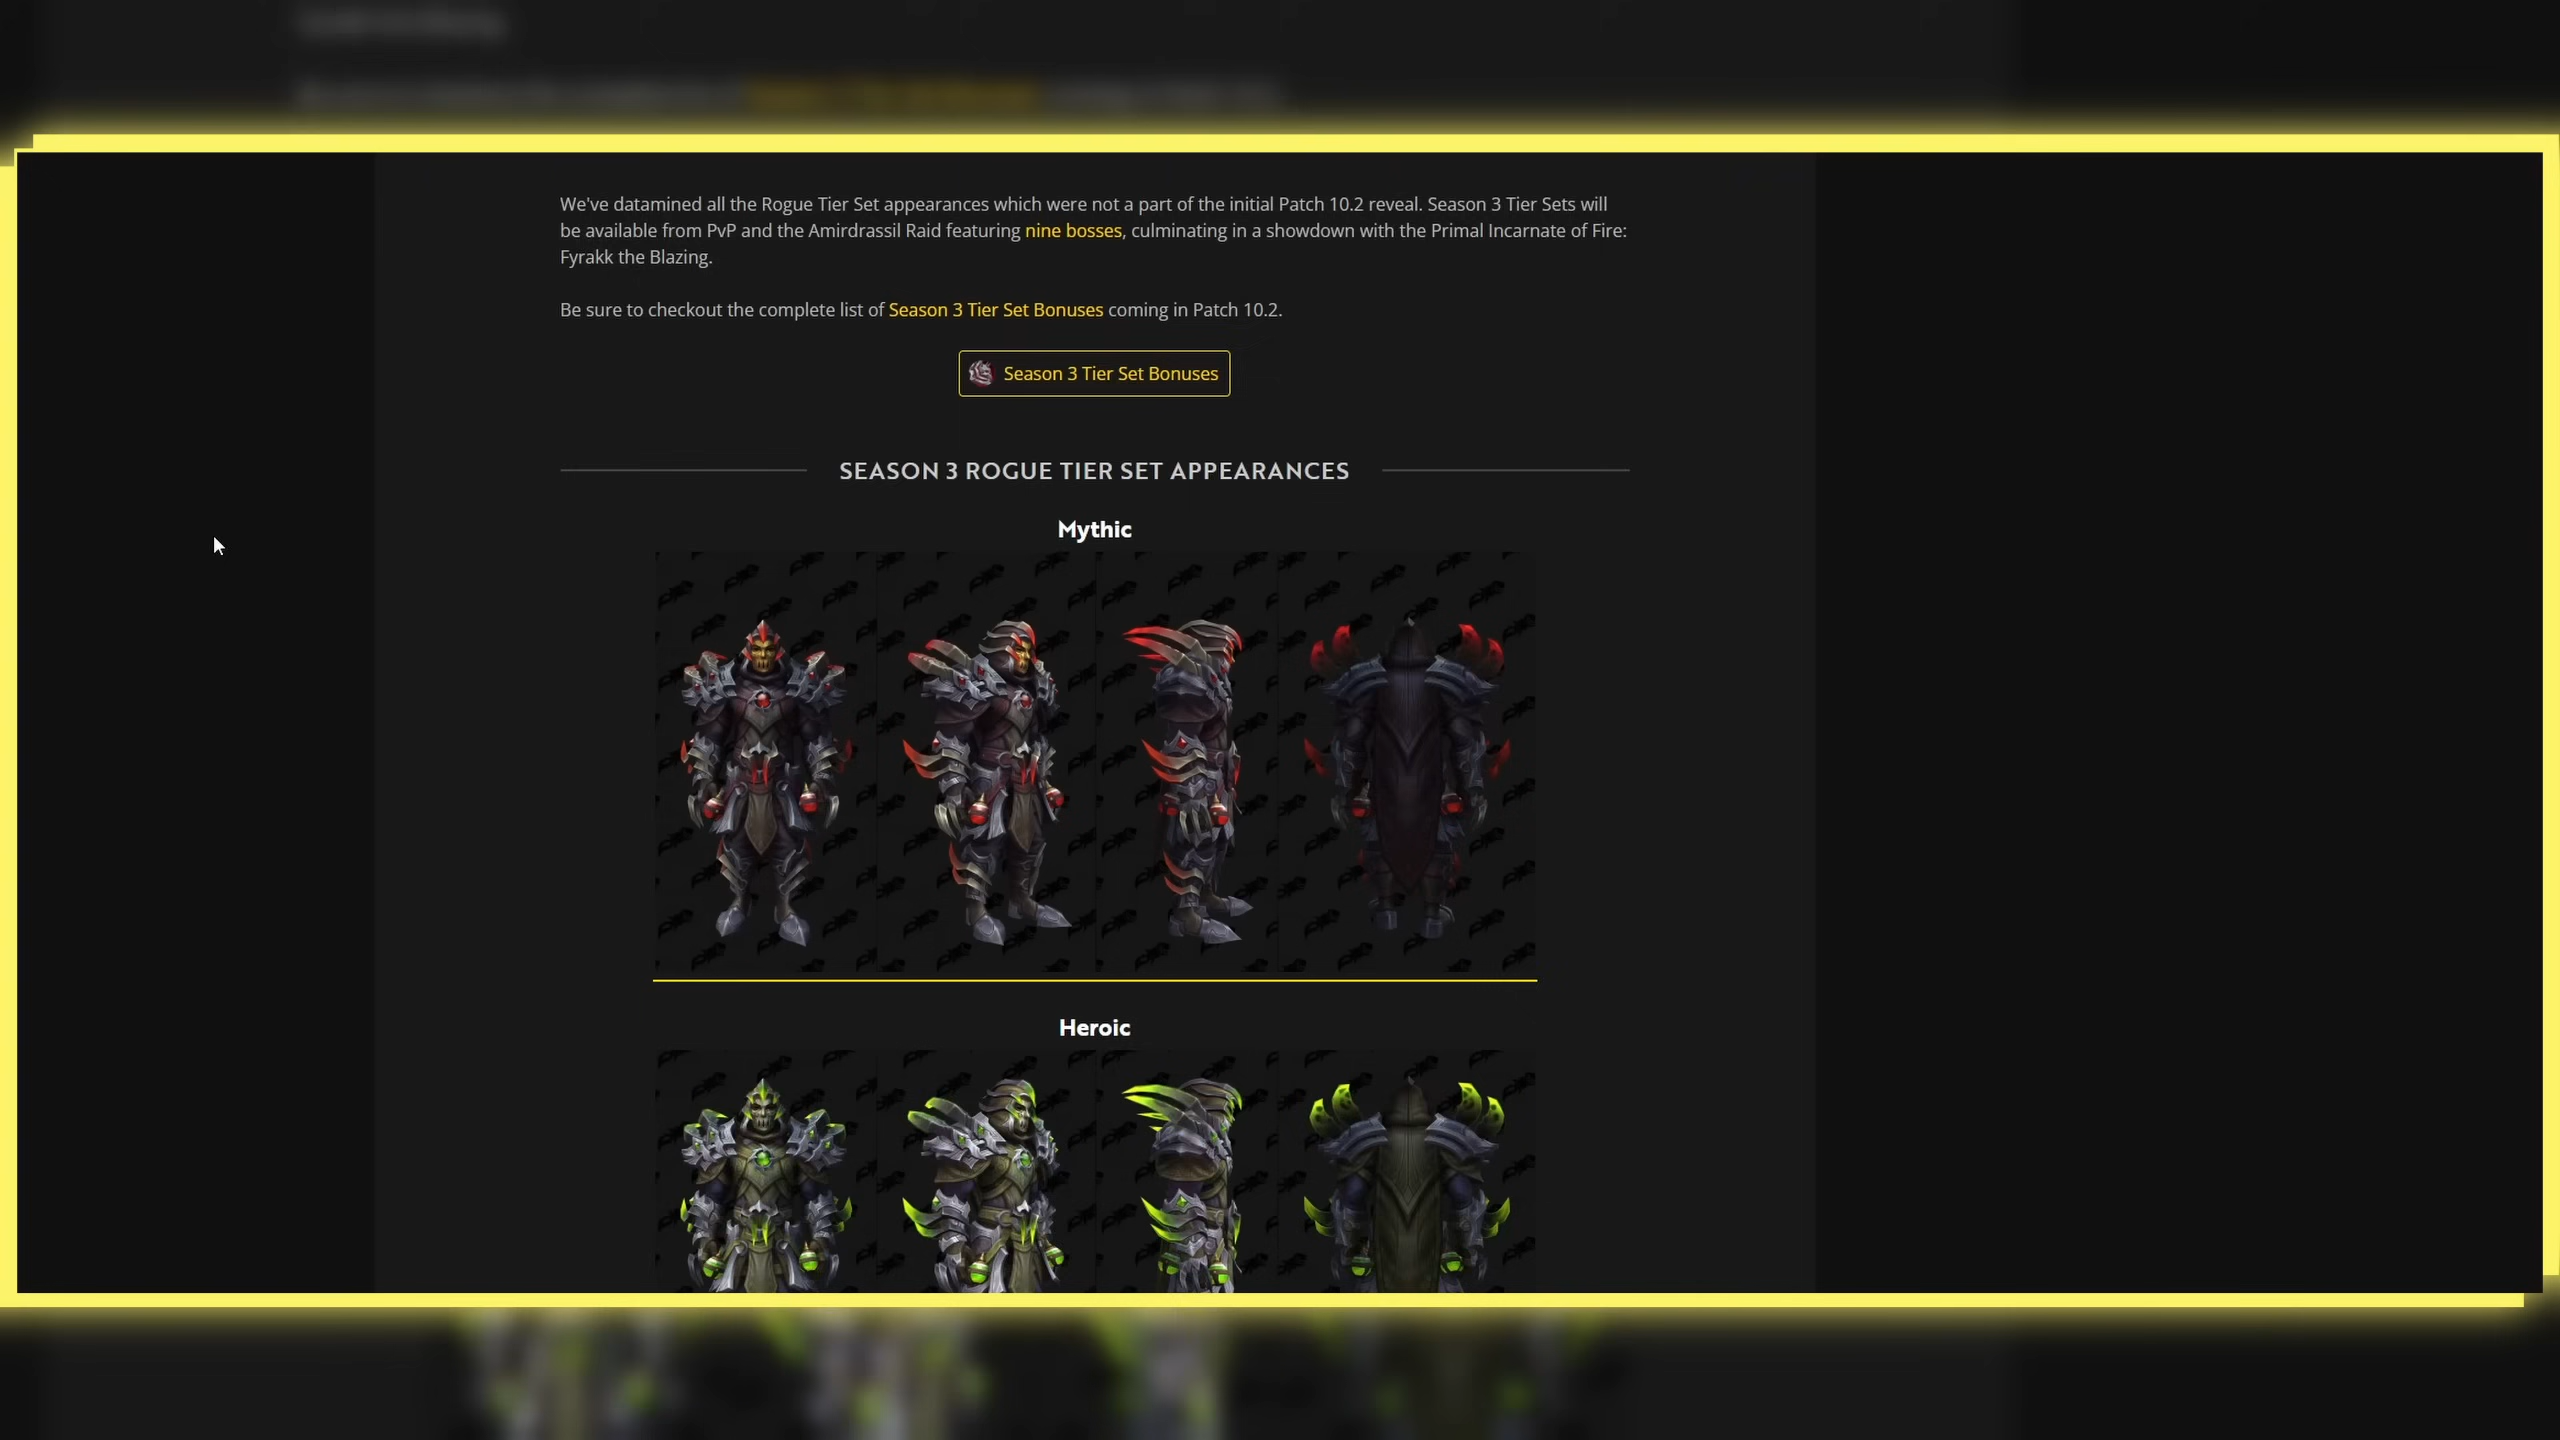 We've datamined all the Rogue Tier Set appearances which were not a part of the initial Patch 10.2 reveal. Season 3 Tier Sets will
be available from PvP and the Amirdrassil Raid featuring nine bosses, culminating in a showdown with the Primal Incarnate of Fire:
Fyrakk the Blazing.
Be sure to checkout the complete list of Season 3 Tier Set Bonuses coming in Patch 10.2.
Season 3 Tier Set Bonuses
SEASON 3 ROGUE TIER SET APPEARANCES
Mythic
Heroic